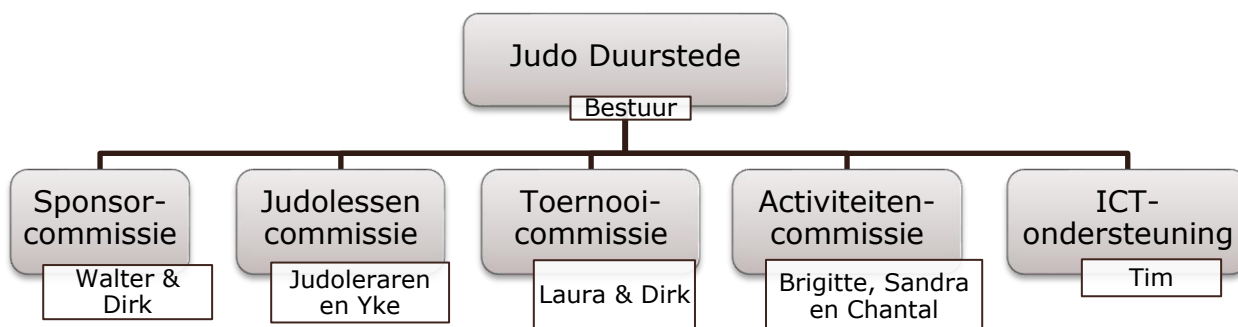 Judo Duurstede
Bestuur
Sponsor-
commissie
Walter &
Dirk
Judolessen
commissie
Judoleraren
en Yke
Toernooi-
commissie
Laura & Dirk
Activiteiten-
commissie
Brigitte, Sandra
en Chantal
ICT-
ondersteuning
Tim